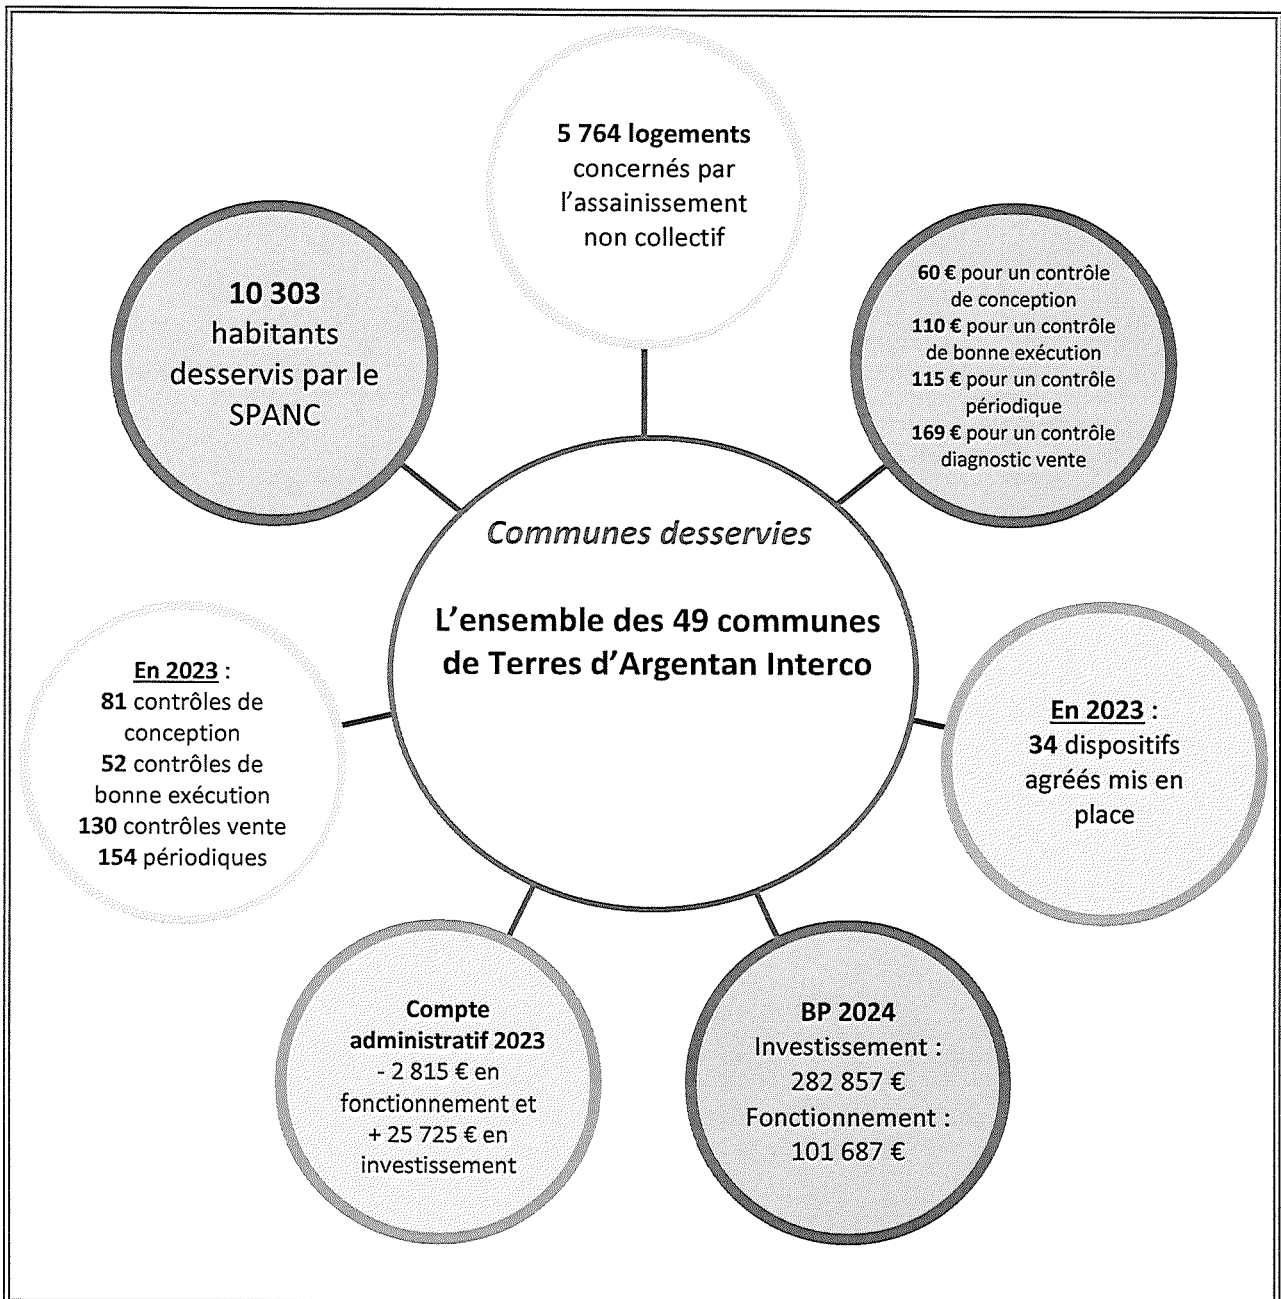 5 764 logements
concernés par
l'assainissement
non collectif
10 303
habitants
desservis par le
SPANC
60 € pour un contrôle
de conception
110 € pour un contrôle
de bonne exécution
115 € pour un contrôle
périodique
169 € pour un contrôle
diagnostic vente
Communes desservies
L'ensemble des 49 communes
de Terres d'Argentan Interco
En 2023 :
81 contrôles de
conception
52 contrôles de
bonne exécution
130 contrôles vente
154 périodiques
En 2023 :
34 dispositifs
agréés mis en
place
Compte
administratif 2023
- 2 815 € en
fonctionnement et
+ 25 725 € en
investissement
BP 2024
Investissement :
282 857 €
Fonctionnement :
101 687 €